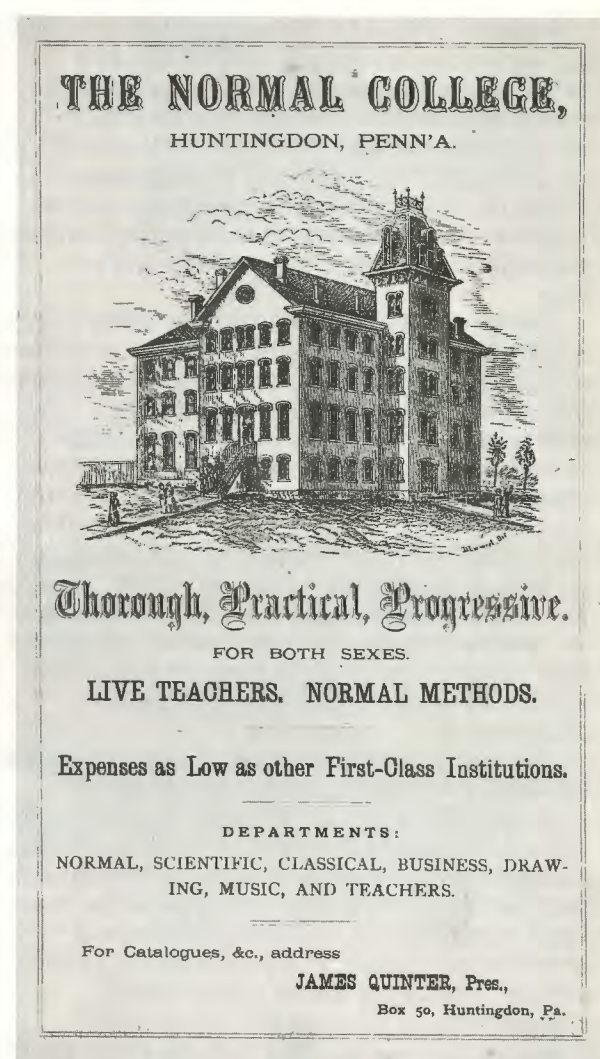 THE NORMAL COLLEGE,
HUNTINGDON, PENN'A.
Thorough, Practical, Progressive.
FOR BOTH SEXES.
LIVE TEACHERS. NORMAL METHODS.
Expenses as Low as other First-Class Institutions.
DEPARTMENTS:
NORMAL, SCIENTIFIC, CLASSICAL, BUSINESS, DRAW-
ING, MUSIC, AND TEACHERS.
For Catalogues, &c., address
JAMES QUINTER, Pres.,
Box 50, Huntingdon, Pa.